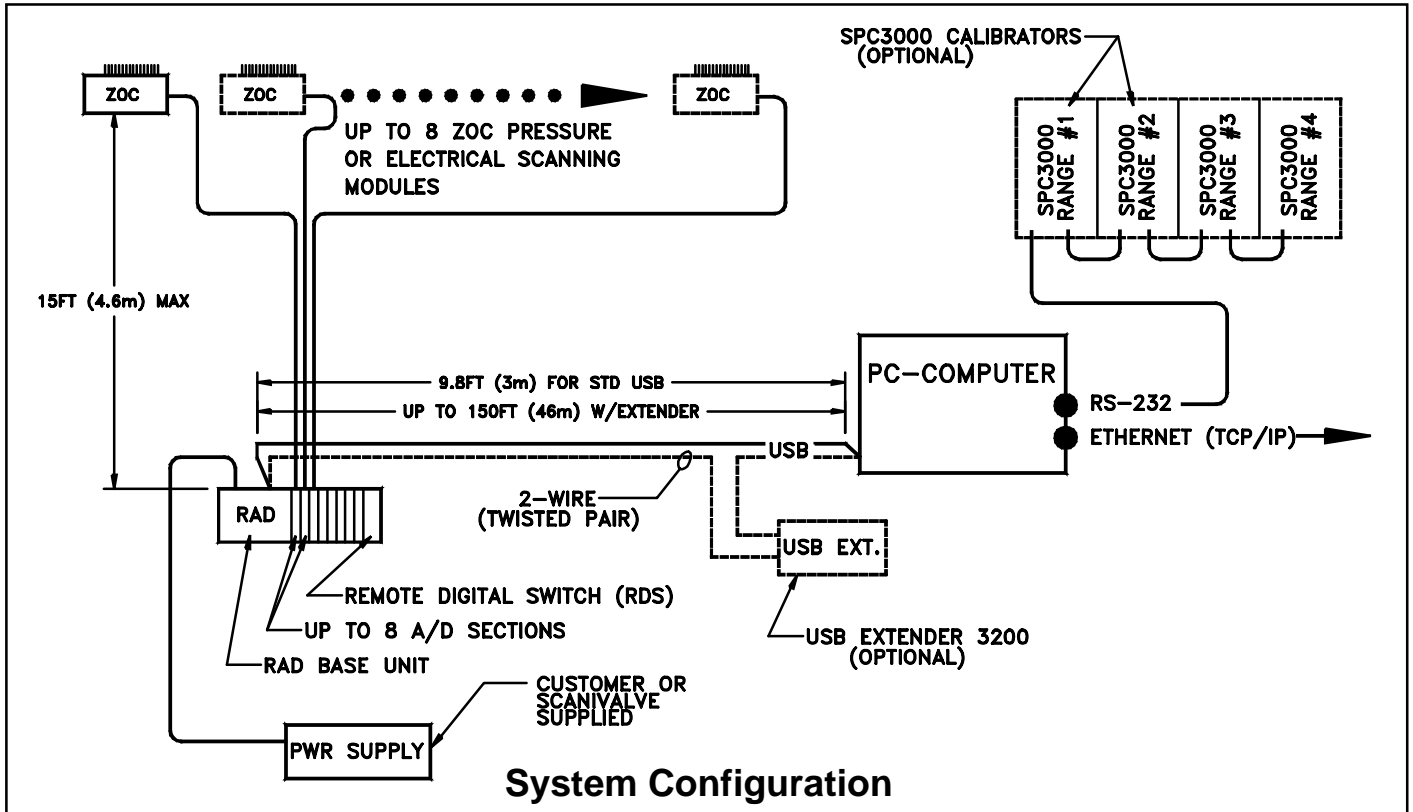 SPC3000 CALIBRATORS
(OPTIONAL)
ZOC
ZOC
ZOC
UP TO 8 ZOC PRESSURE
OR ELECTRICAL SCANNING
MODULES
SPC3000
RANGE #1
SPC3000
RANGE #2
SPC3000
RANGE #3
SPC3000
RANGE #4
15FT (4.6m) MAX
9.8FT (3m) FOR STD USB
UP TO 150FT (46m) W/EXTENDER
PC-COMPUTER
RS-232
ETHERNET (TCP/IP)
USB
2-WIRE
(TWISTED PAIR)
RAD
USB EXT.
REMOTE DIGITAL SWITCH (RDS)
UP TO 8 A/D SECTIONS
RAD BASE UNIT
USB EXTENDER 3200
(OPTIONAL)
CUSTOMER OR
SCANIVALVE
SUPPLIED
PWR SUPPLY
System Configuration